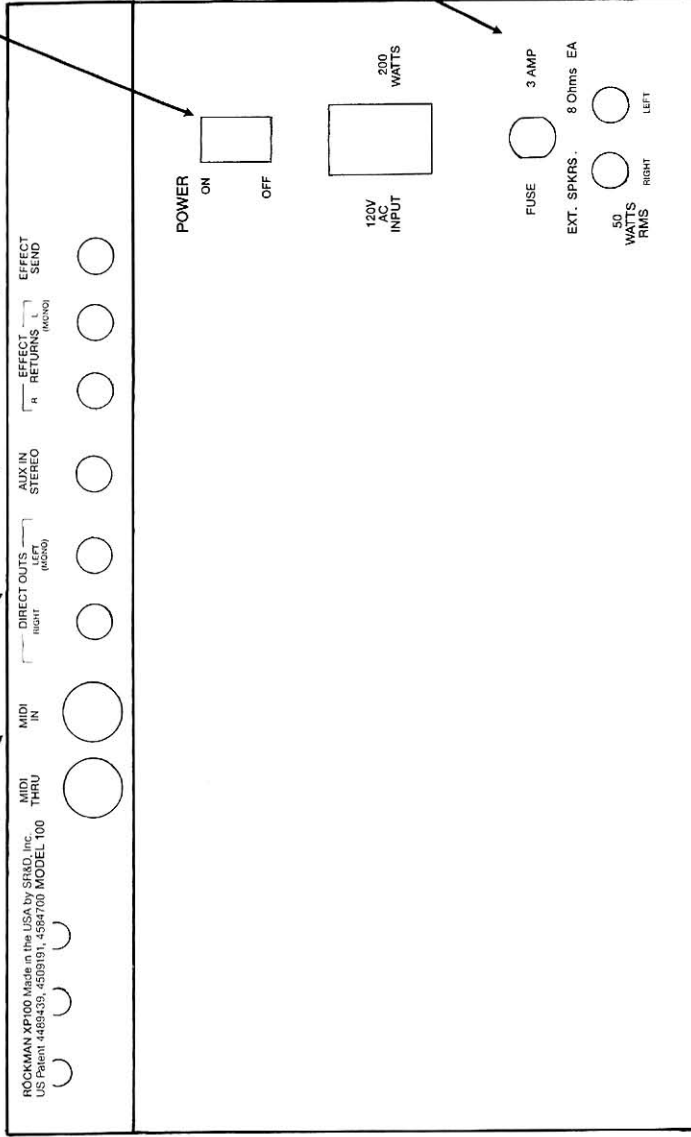 ROCKMAN XP100 Made in the USA by SR&D, Inc.
US Patent 4489439, 4509191, 4584700 MODEL 100
MIDI
THRU
MIDI
IN
DIRECT OUTS
RIGHT
LEFT
(MONO)
AUX IN
STEREO
EFFECT
RETURNS
R
L
(MONO)
EFFECT
SEND
POWER
ON
OFF
120V
AC
INPUT
200
WATTS
FUSE
3 AMP
EXT. SPKRS.
8 Ohms EA
50
WATTS
RMS
RIGHT
LEFT